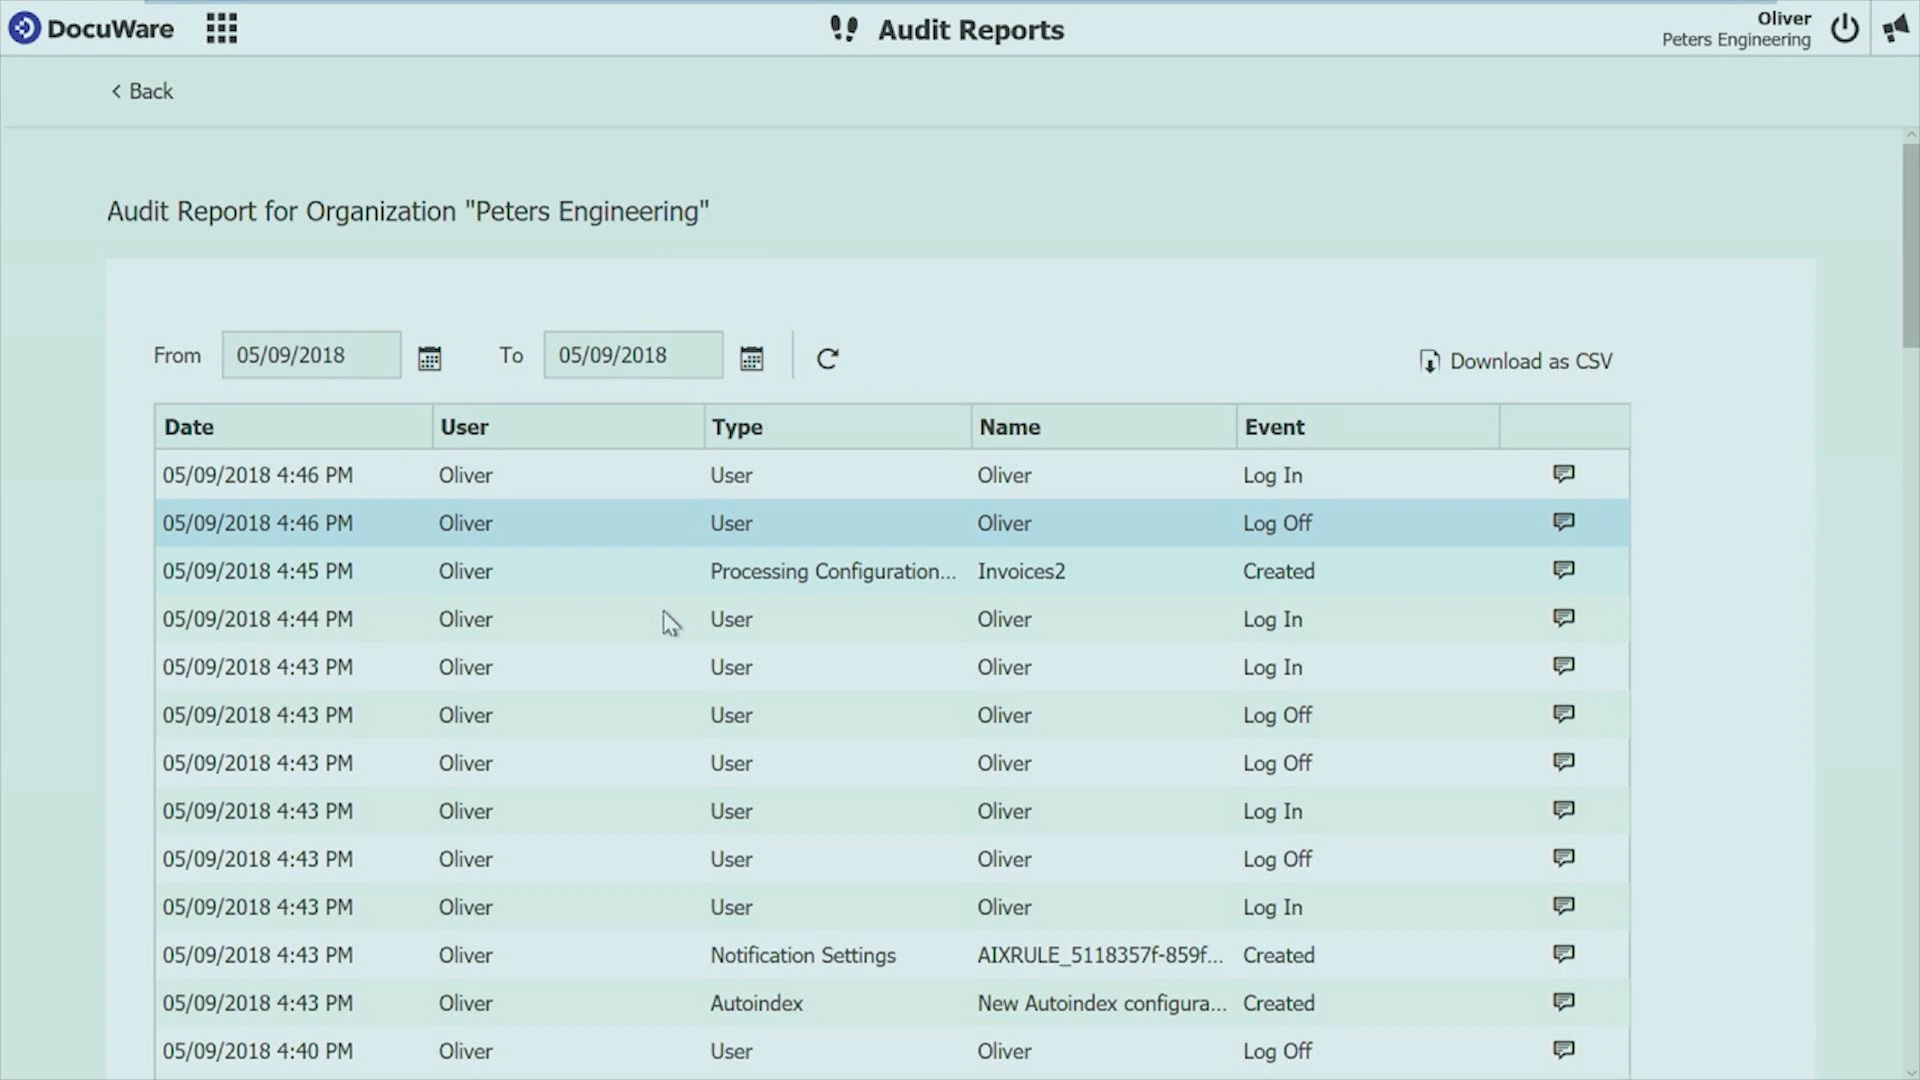 DocuWare
Audit Reports
Oliver
Peters Engineering
< Back
Audit Report for Organization "Peters Engineering"
From 05/09/2018 To 05/09/2018 Download as CSV
Date User Type Name Event
05/09/2018 4:46 PM Oliver User Oliver Log In
05/09/2018 4:46 PM Oliver User Oliver Log Off
05/09/2018 4:45 PM Oliver Processing Configuration... Invoices2 Created
05/09/2018 4:44 PM Oliver User Oliver Log In
05/09/2018 4:43 PM Oliver User Oliver Log In
05/09/2018 4:43 PM Oliver User Oliver Log Off
05/09/2018 4:43 PM Oliver User Oliver Log Off
05/09/2018 4:43 PM Oliver User Oliver Log In
05/09/2018 4:43 PM Oliver User Oliver Log Off
05/09/2018 4:43 PM Oliver User Oliver Log In
05/09/2018 4:43 PM Oliver Notification Settings AIXRULE_5118357f-859f... Created
05/09/2018 4:43 PM Oliver Autoindex New Autoindex configura... Created
05/09/2018 4:40 PM Oliver User Oliver Log Off